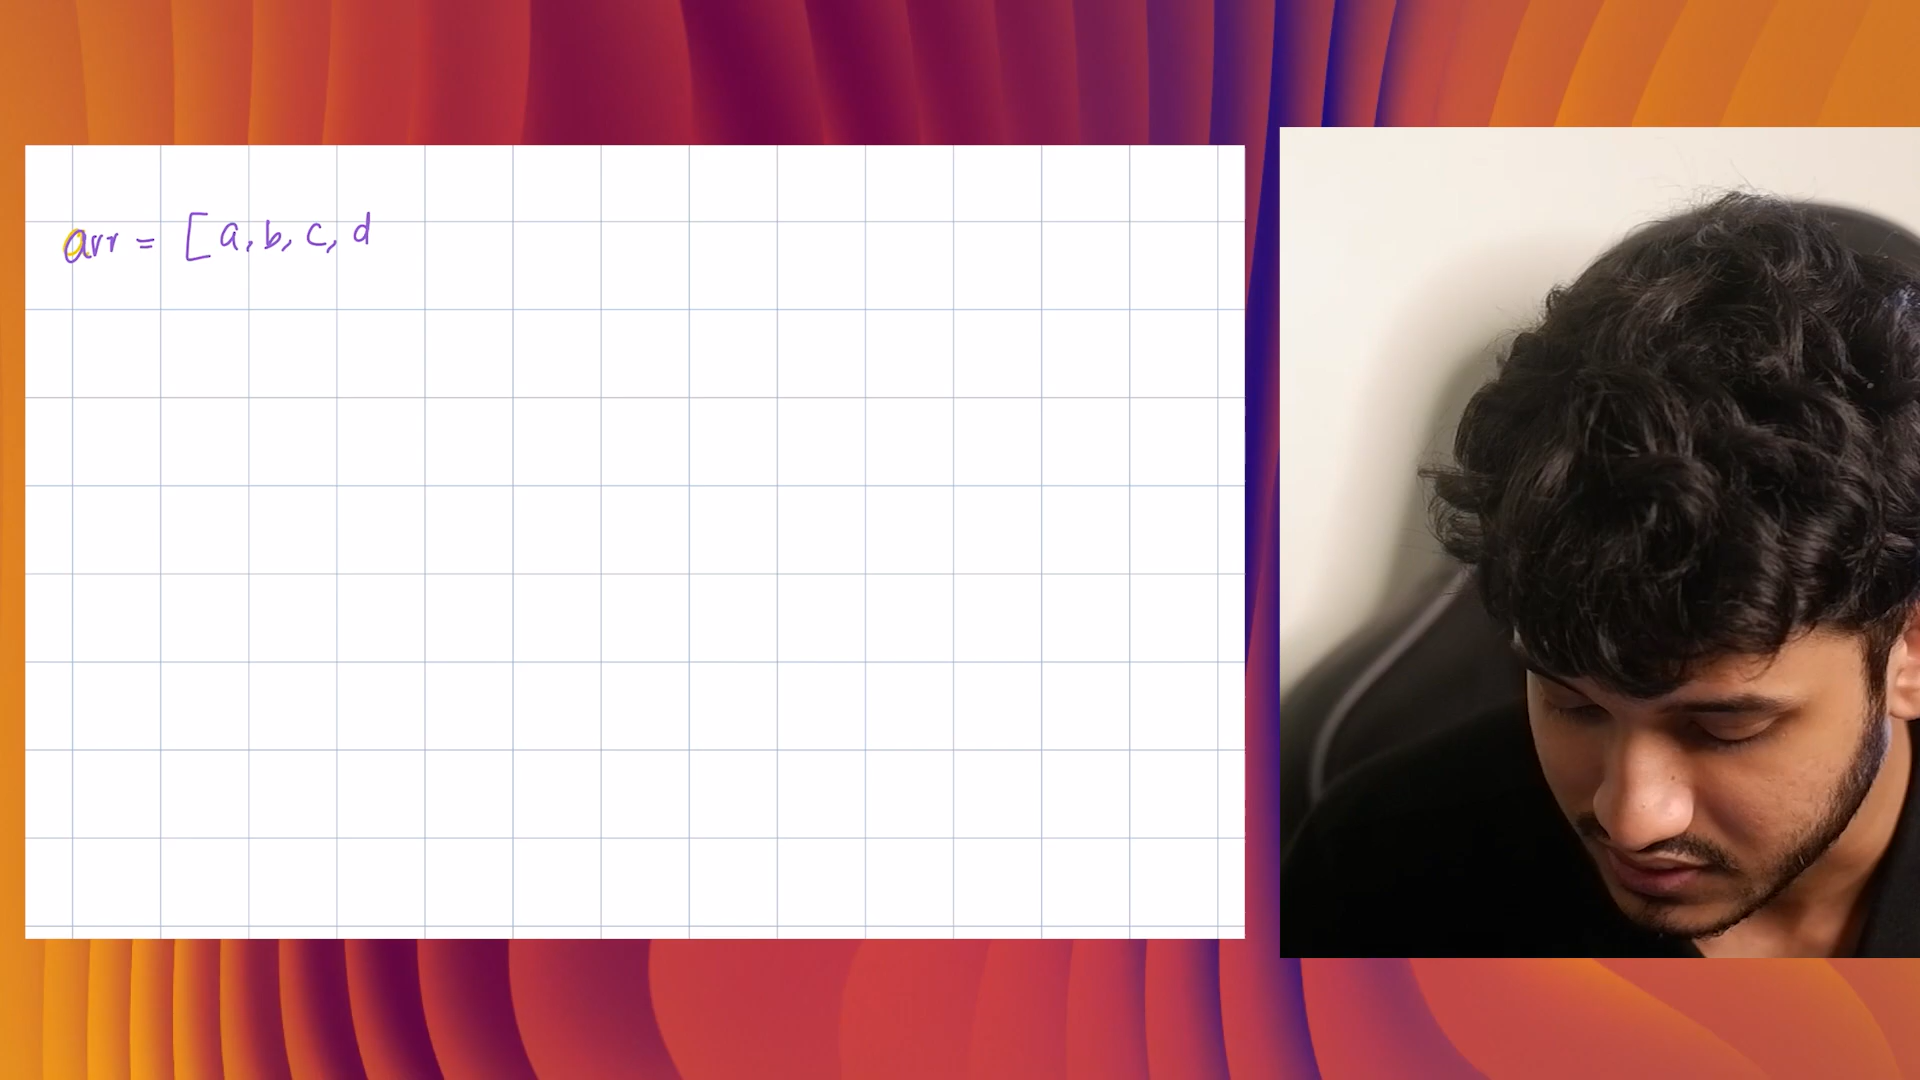 arr = [a, b, c, d